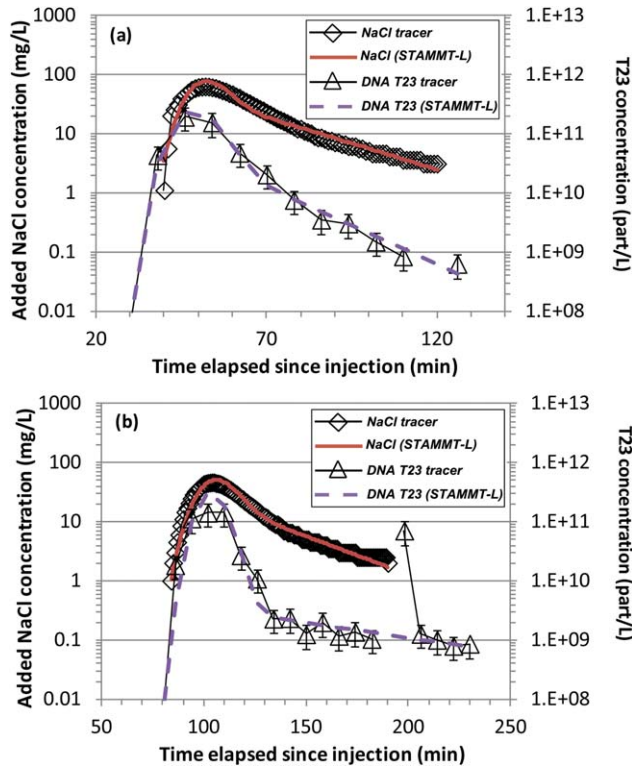 (a)
NaCl tracer
NaCl (STAMMT-L)
DNA T23 tracer
DNA T23 (STAMMT-L)
Added NaCl concentration (mg/L)
1000
100
10
1
0.1
0.01
T23 concentration (part/L)
1.E+13
1.E+12
1.E+11
1.E+10
1.E+09
1.E+08
20
70
120
Time elapsed since injection (min)
(b)
NaCl tracer
NaCl (STAMMT-L)
DNA T23 tracer
DNA T23 (STAMMT-L)
Added NaCl concentration (mg/L)
1000
100
10
1
0.1
0.01
T23 concentration (part/L)
1.E+13
1.E+12
1.E+11
1.E+10
1.E+09
1.E+08
50
100
150
200
250
Time elapsed since injection (min)